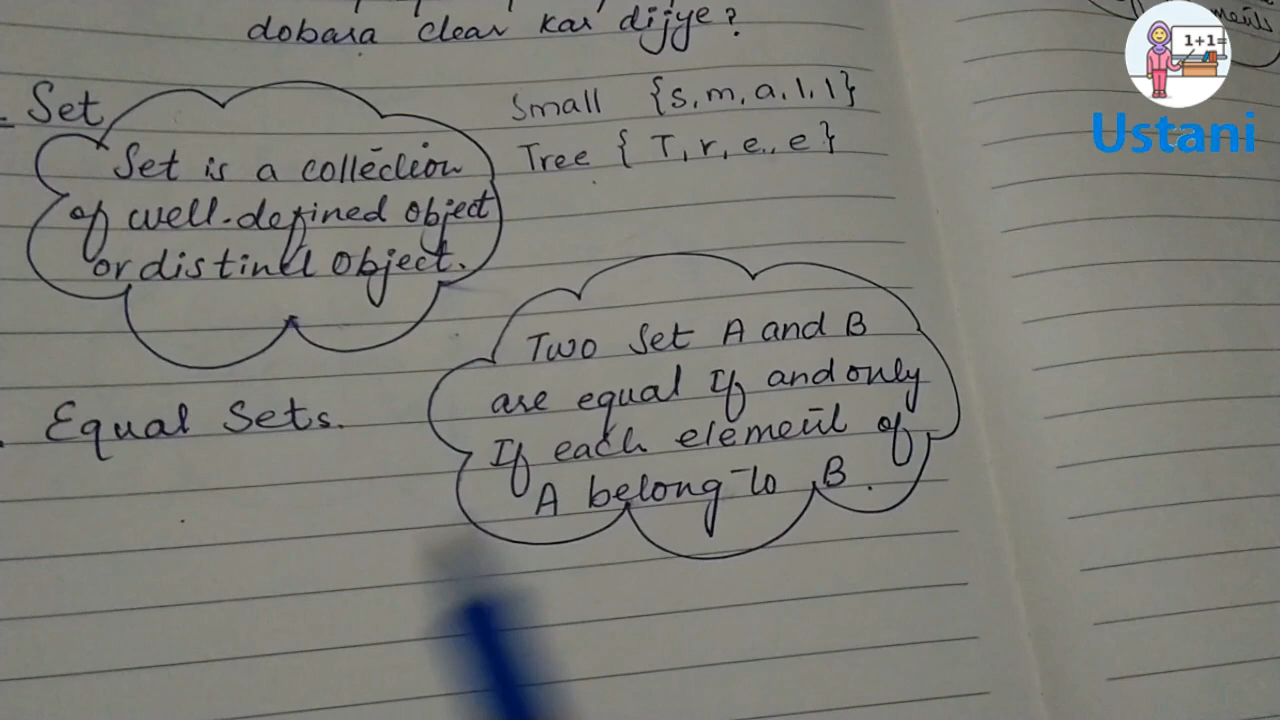 dobara clear kar dijye?
Set
Set is a collection
of well-defined object
or distinct object.
Small {s, m, a, l, l}
Tree { T, r, e, e }
Equal Sets.
Two Set A and B
are equal If and only
If each element of
A belong to B.
1+1=
Ustani